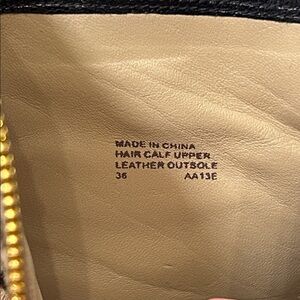 MADE IN CHINA
HAIR CALF UPPER
LEATHER OUTSOLE
36 AA13E